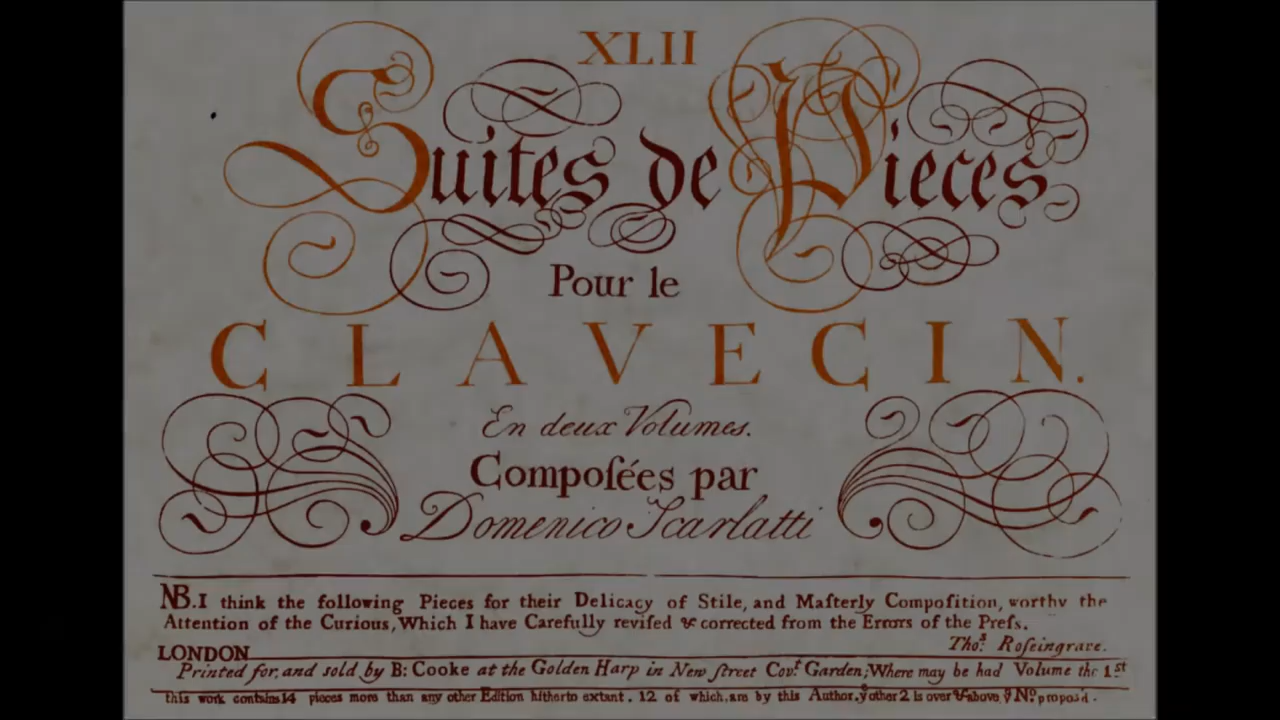 XLII
Suites de Pieces
Pour le
CLAVECIN.
En deux Volumes.
Compoſées par
Domenico Scarlatti
NB. I think the following Pieces for their Delicacy of Stile, and Maſterly Compoſition, worthy the
Attention of the Curious, Which I have Carefully reviſed & corrected from the Errors of the Preſs.
Thos. Roſeingrave.
LONDON
Printed for, and sold by B: Cooke at the Golden Harp in New ſtreet Covt. Garden; Where may be had Volume the 1st
this work contains 14 pieces more than any other Edition hitherto extant. 12 of which, are by this Author, ye other 2 is over & above ye No. propos'd.